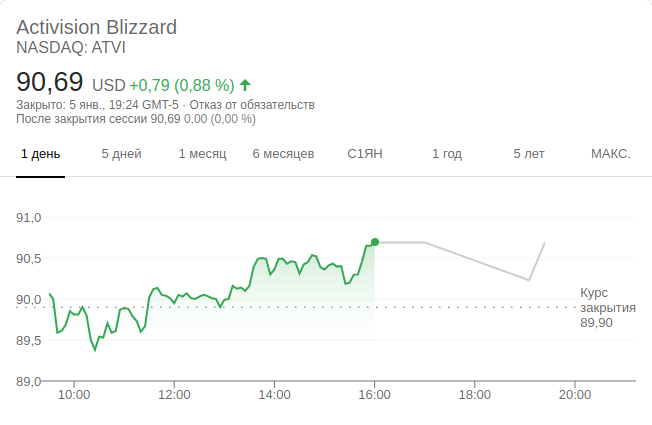 Activision Blizzard
NASDAQ: ATVI
90,69 USD +0,79 (0,88 %)
Закрыто: 5 янв., 19:24 GMT-5 · Отказ от обязательств
После закрытия сессии 90,69 0,00 (0,00 %)
1 день 5 дней 1 месяц 6 месяцев С1ЯН 1 год 5 лет МАКС.
91,0
90,5
90,0
89,5
89,0
Курс
закрытия
89,90
10:00 12:00 14:00 16:00 18:00 20:00